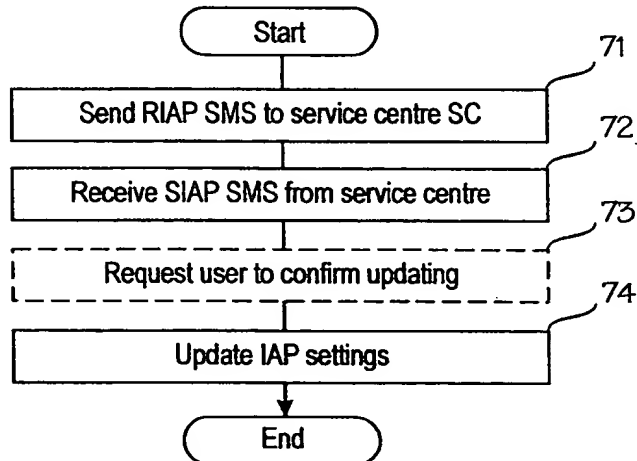 Start
71
Send RIAP SMS to service centre SC
72
Receive SIAP SMS from service centre
73
Request user to confirm updating
74
Update IAP settings
End